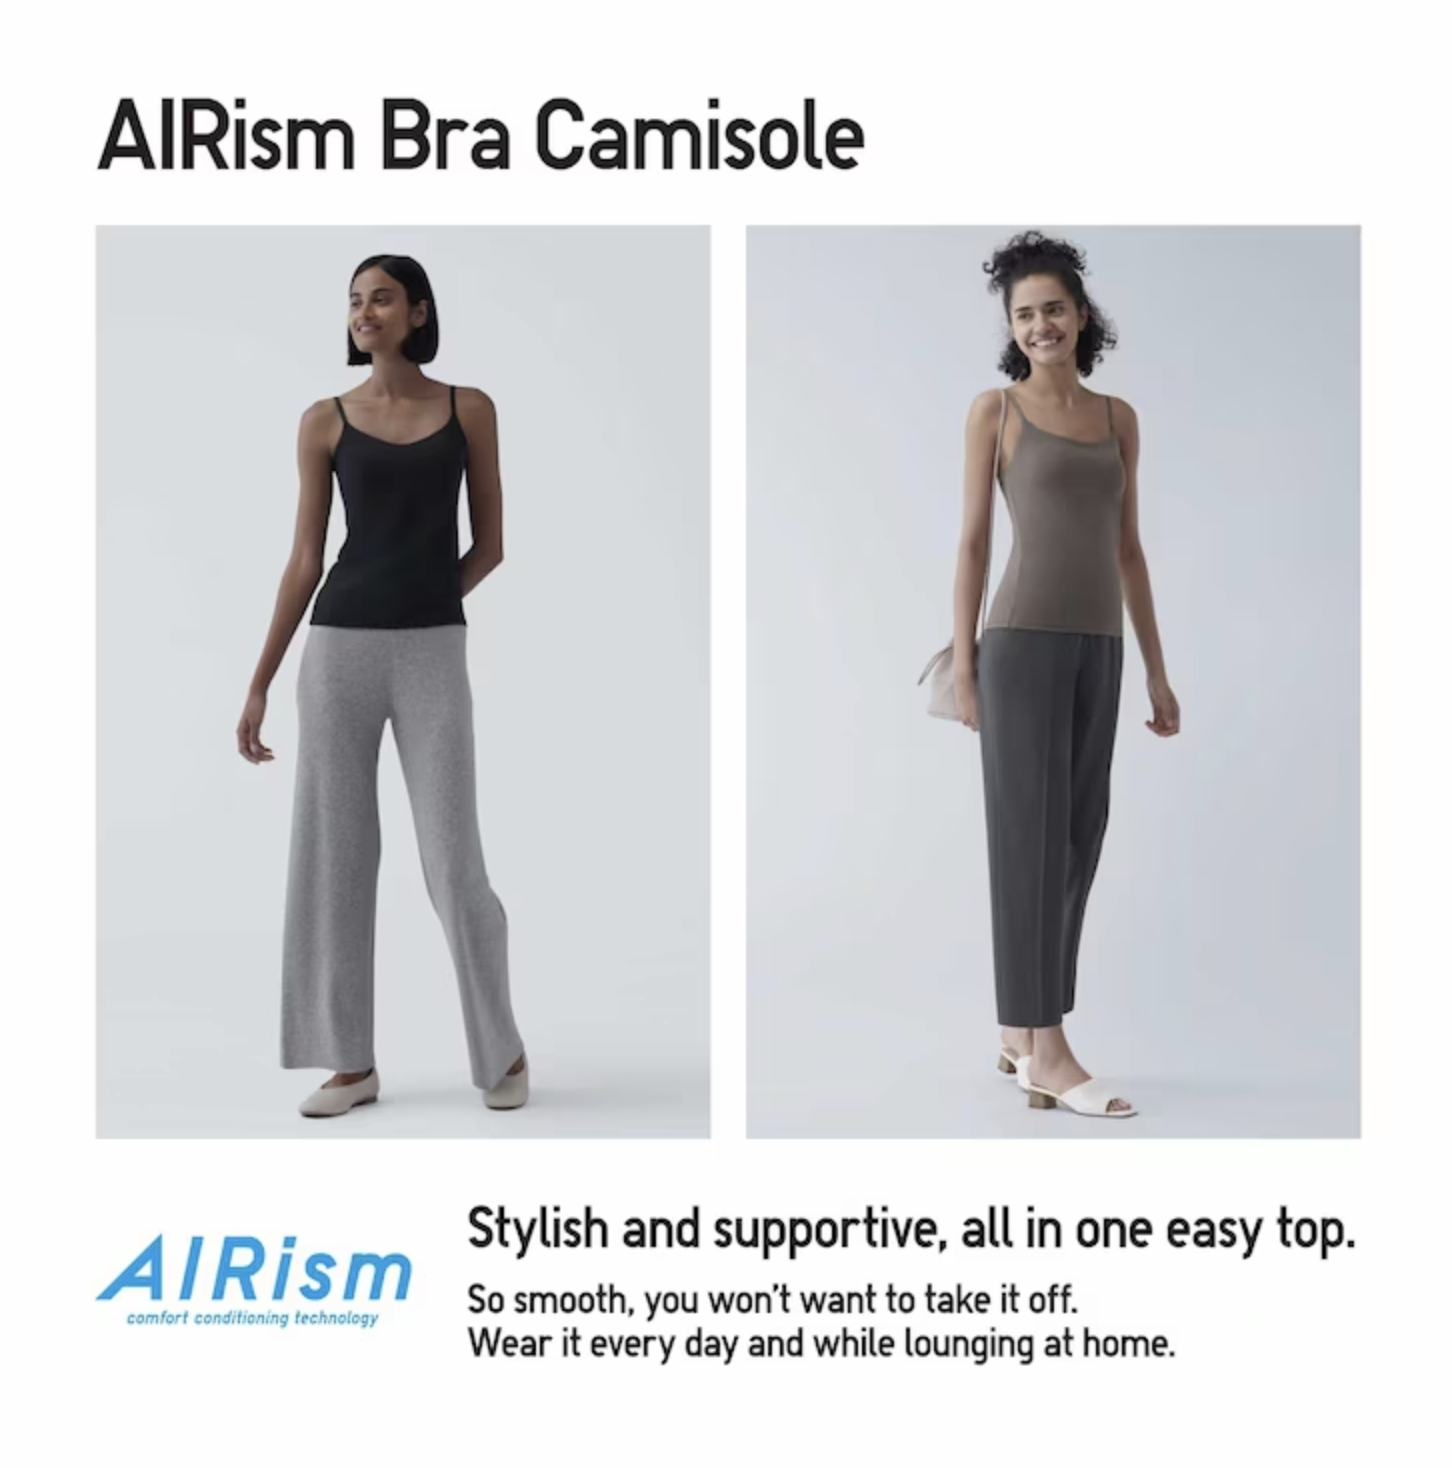 AIRism Bra Camisole
AIRism
comfort conditioning technology
Stylish and supportive, all in one easy top.
So smooth, you won't want to take it off.
Wear it every day and while lounging at home.